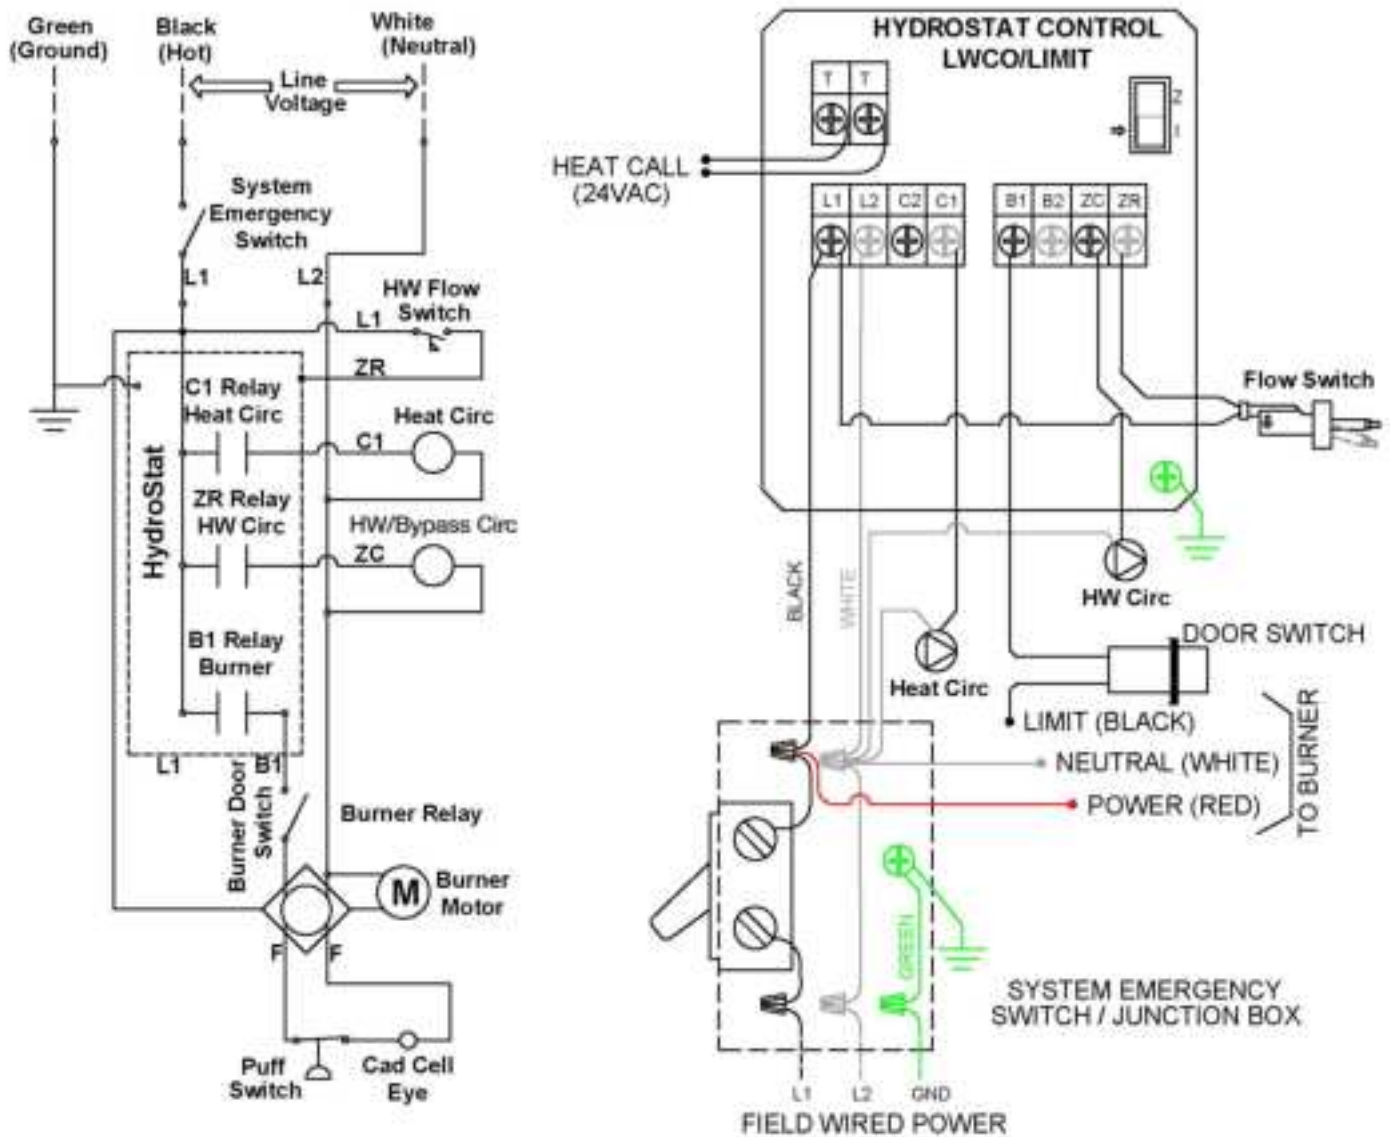 Green
(Ground)
Black
(Hot)
White
(Neutral)
Line
Voltage
System
Emergency
Switch
L1
L2
HW Flow
Switch
L1
ZR
C1 Relay
Heat Circ
Heat Circ
C1
ZR Relay
HW Circ
HW/Bypass Circ
ZC
HydroStat
B1 Relay
Burner
L1
B1
Burner Door
Switch
Burner Relay
M
Burner
Motor
F
F
Puff
Switch
Cad Cell
Eye
HYDROSTAT CONTROL
LWCO/LIMIT
T T
2
1
HEAT CALL
(24VAC)
L1 L2 C2 C1
B1 B2 ZC ZR
Flow Switch
BLACK
WHITE
HW Circ
Heat Circ
DOOR SWITCH
LIMIT (BLACK)
NEUTRAL (WHITE)
POWER (RED)
TO BURNER
GREEN
SYSTEM EMERGENCY
SWITCH / JUNCTION BOX
L1 L2 GND
FIELD WIRED POWER